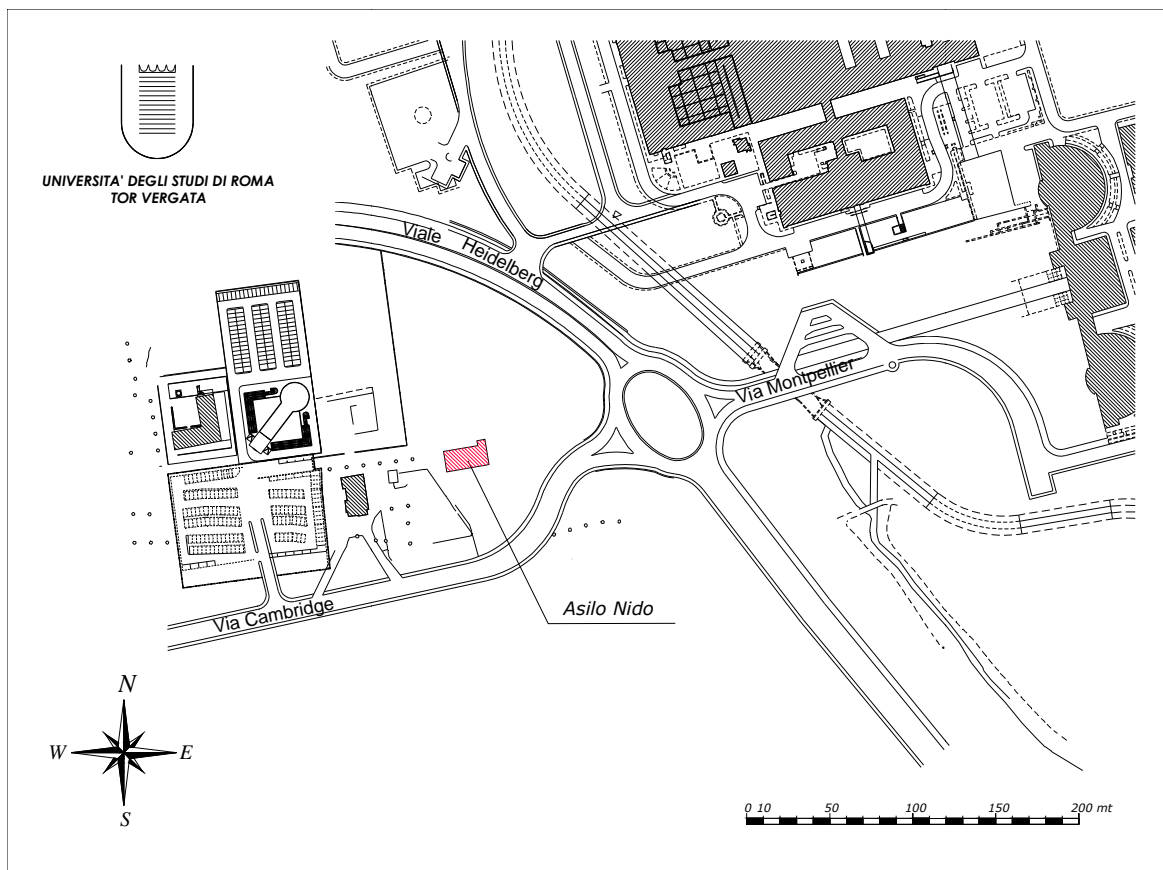 UNIVERSITA' DEGLI STUDI DI ROMA
TOR VERGATA
Viale Heidelberg
Via Montpellier
Via Cambridge
Asilo Nido
N
W E
S
0 10 50 100 150 200 mt